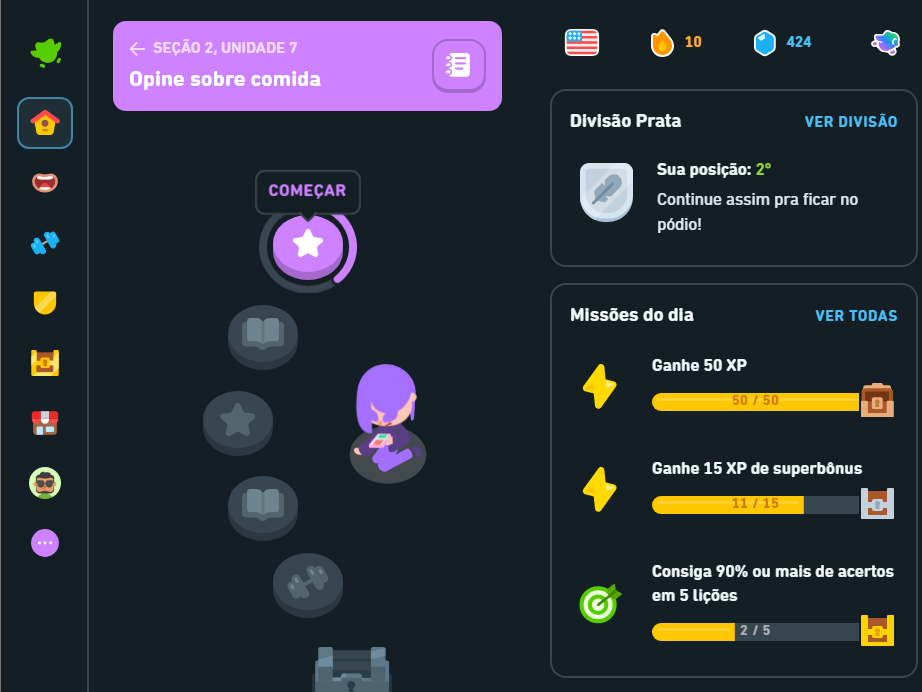 ← SEÇÃO 2, UNIDADE 7
Opine sobre comida
COMEÇAR
10
424
Divisão Prata
VER DIVISÃO
Sua posição: 2º
Continue assim pra ficar no
pódio!
Missões do dia
VER TODAS
Ganhe 50 XP
50 / 50
Ganhe 15 XP de superbônus
11 / 15
Consiga 90% ou mais de acertos
em 5 lições
2 / 5